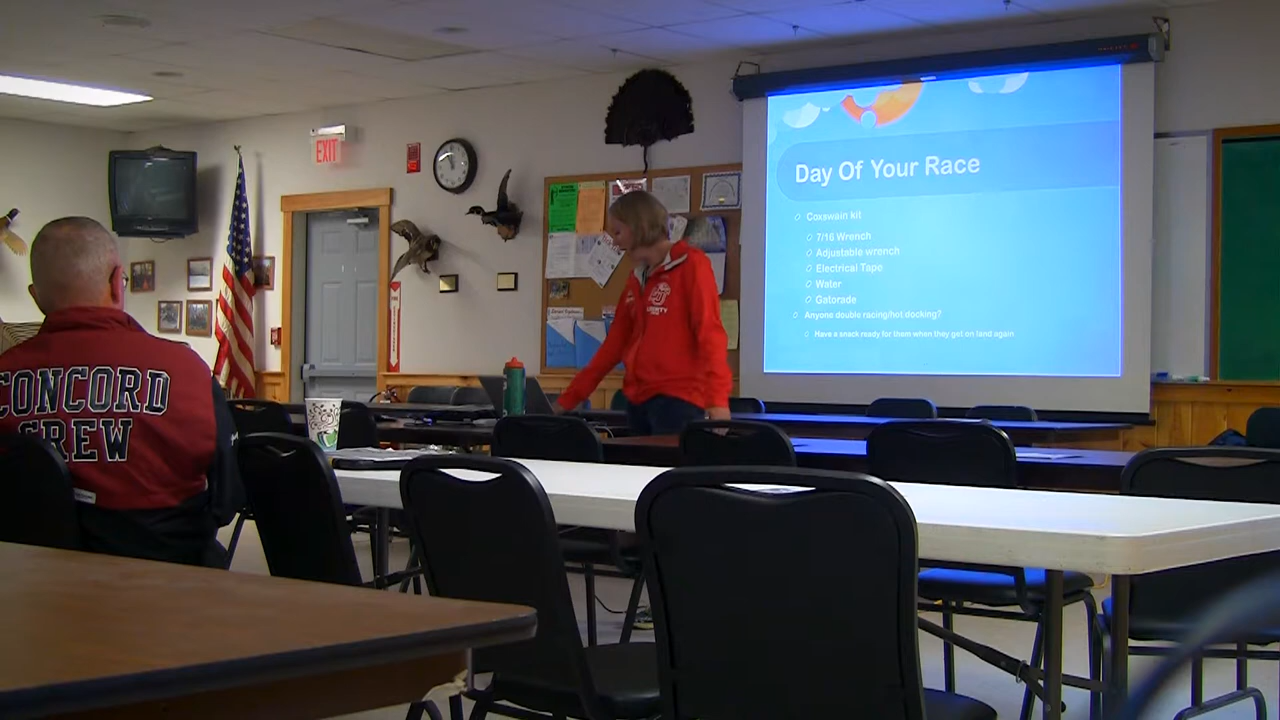 EXIT
Day Of Your Race
Coxswain kit
7/16 Wrench
Adjustable wrench
Electrical Tape
Water
Gatorade
Anyone double racing/hot docking?
Have a snack ready for them when they get on land again
CONCORD
CREW